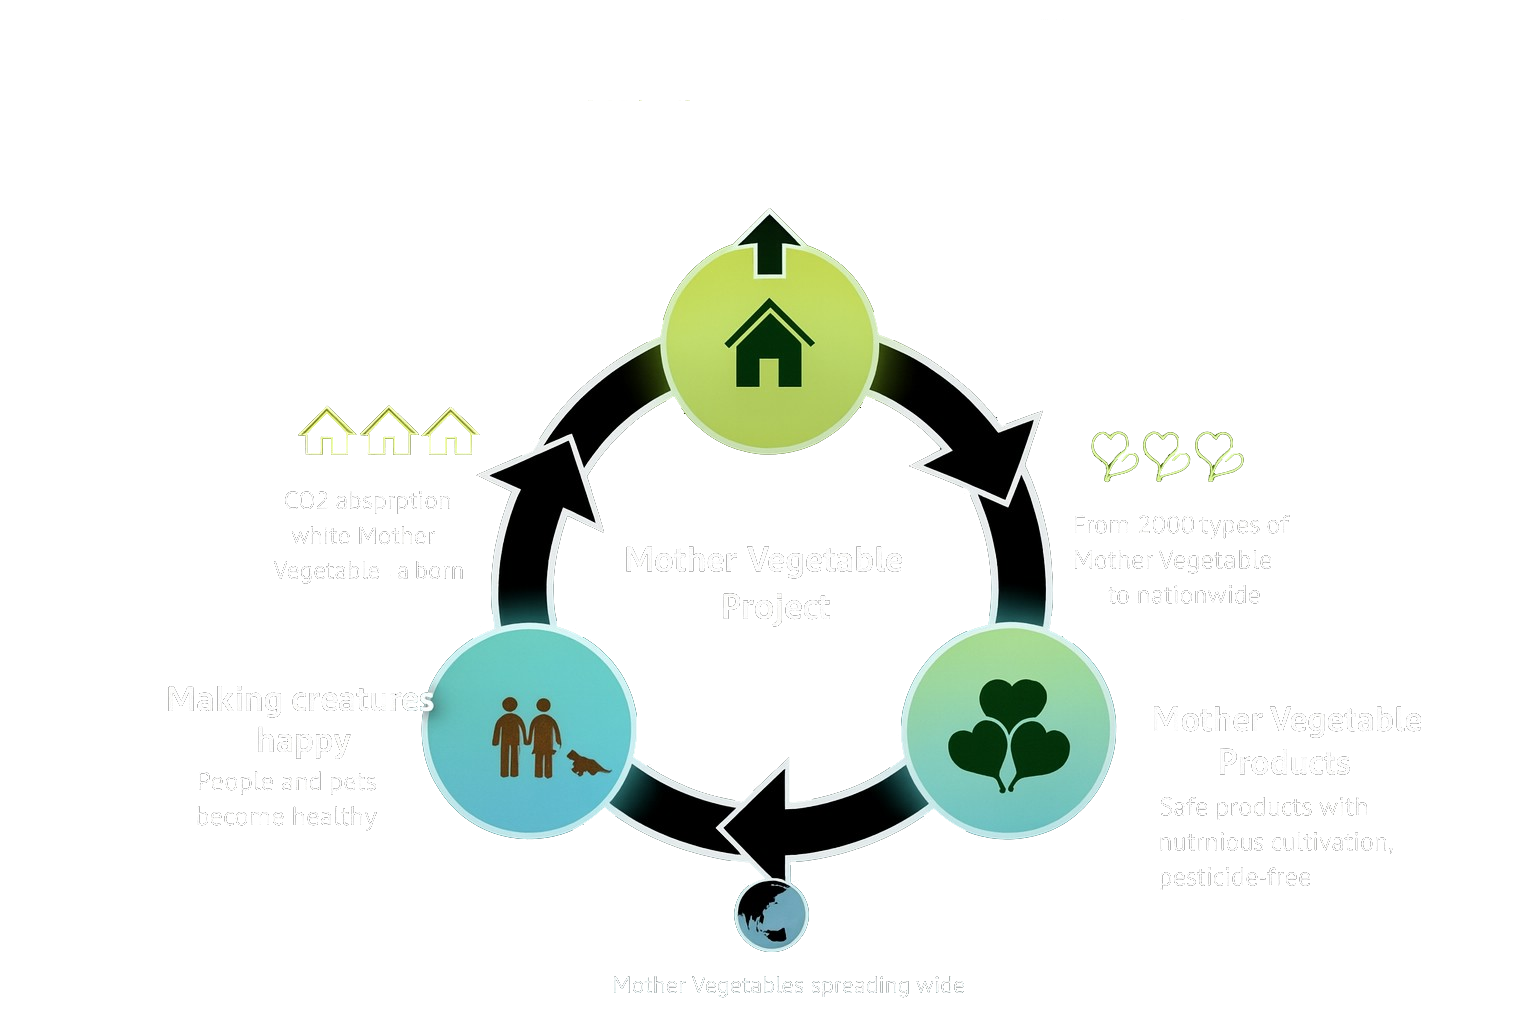 CO2 absprption
white Mother
Vegetable a born
From 2000 types of
Mother Vegetable
to nationwide
Mother Vegetable
Project
Making creatures
happy
People and pets
become healthy
Mother Vegetable
Products
Safe products with
nutrnious cultivation,
pesticide-free
Mother Vegetables spreading wide